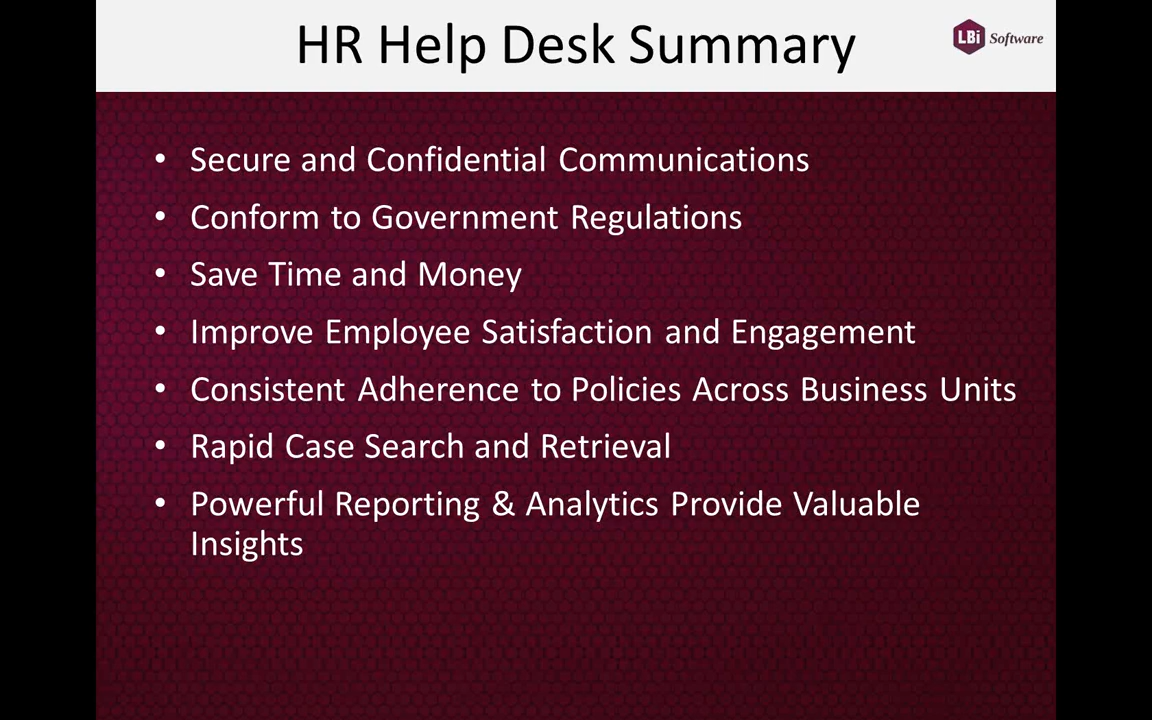 HR Help Desk Summary
LBi Software
• Secure and Confidential Communications
• Conform to Government Regulations
• Save Time and Money
• Improve Employee Satisfaction and Engagement
• Consistent Adherence to Policies Across Business Units
• Rapid Case Search and Retrieval
• Powerful Reporting & Analytics Provide Valuable
Insights